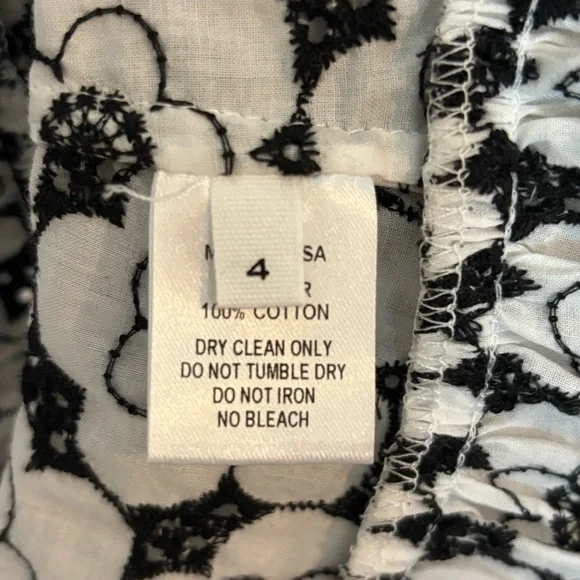 4
100% COTTON
DRY CLEAN ONLY
DO NOT TUMBLE DRY
DO NOT IRON
NO BLEACH